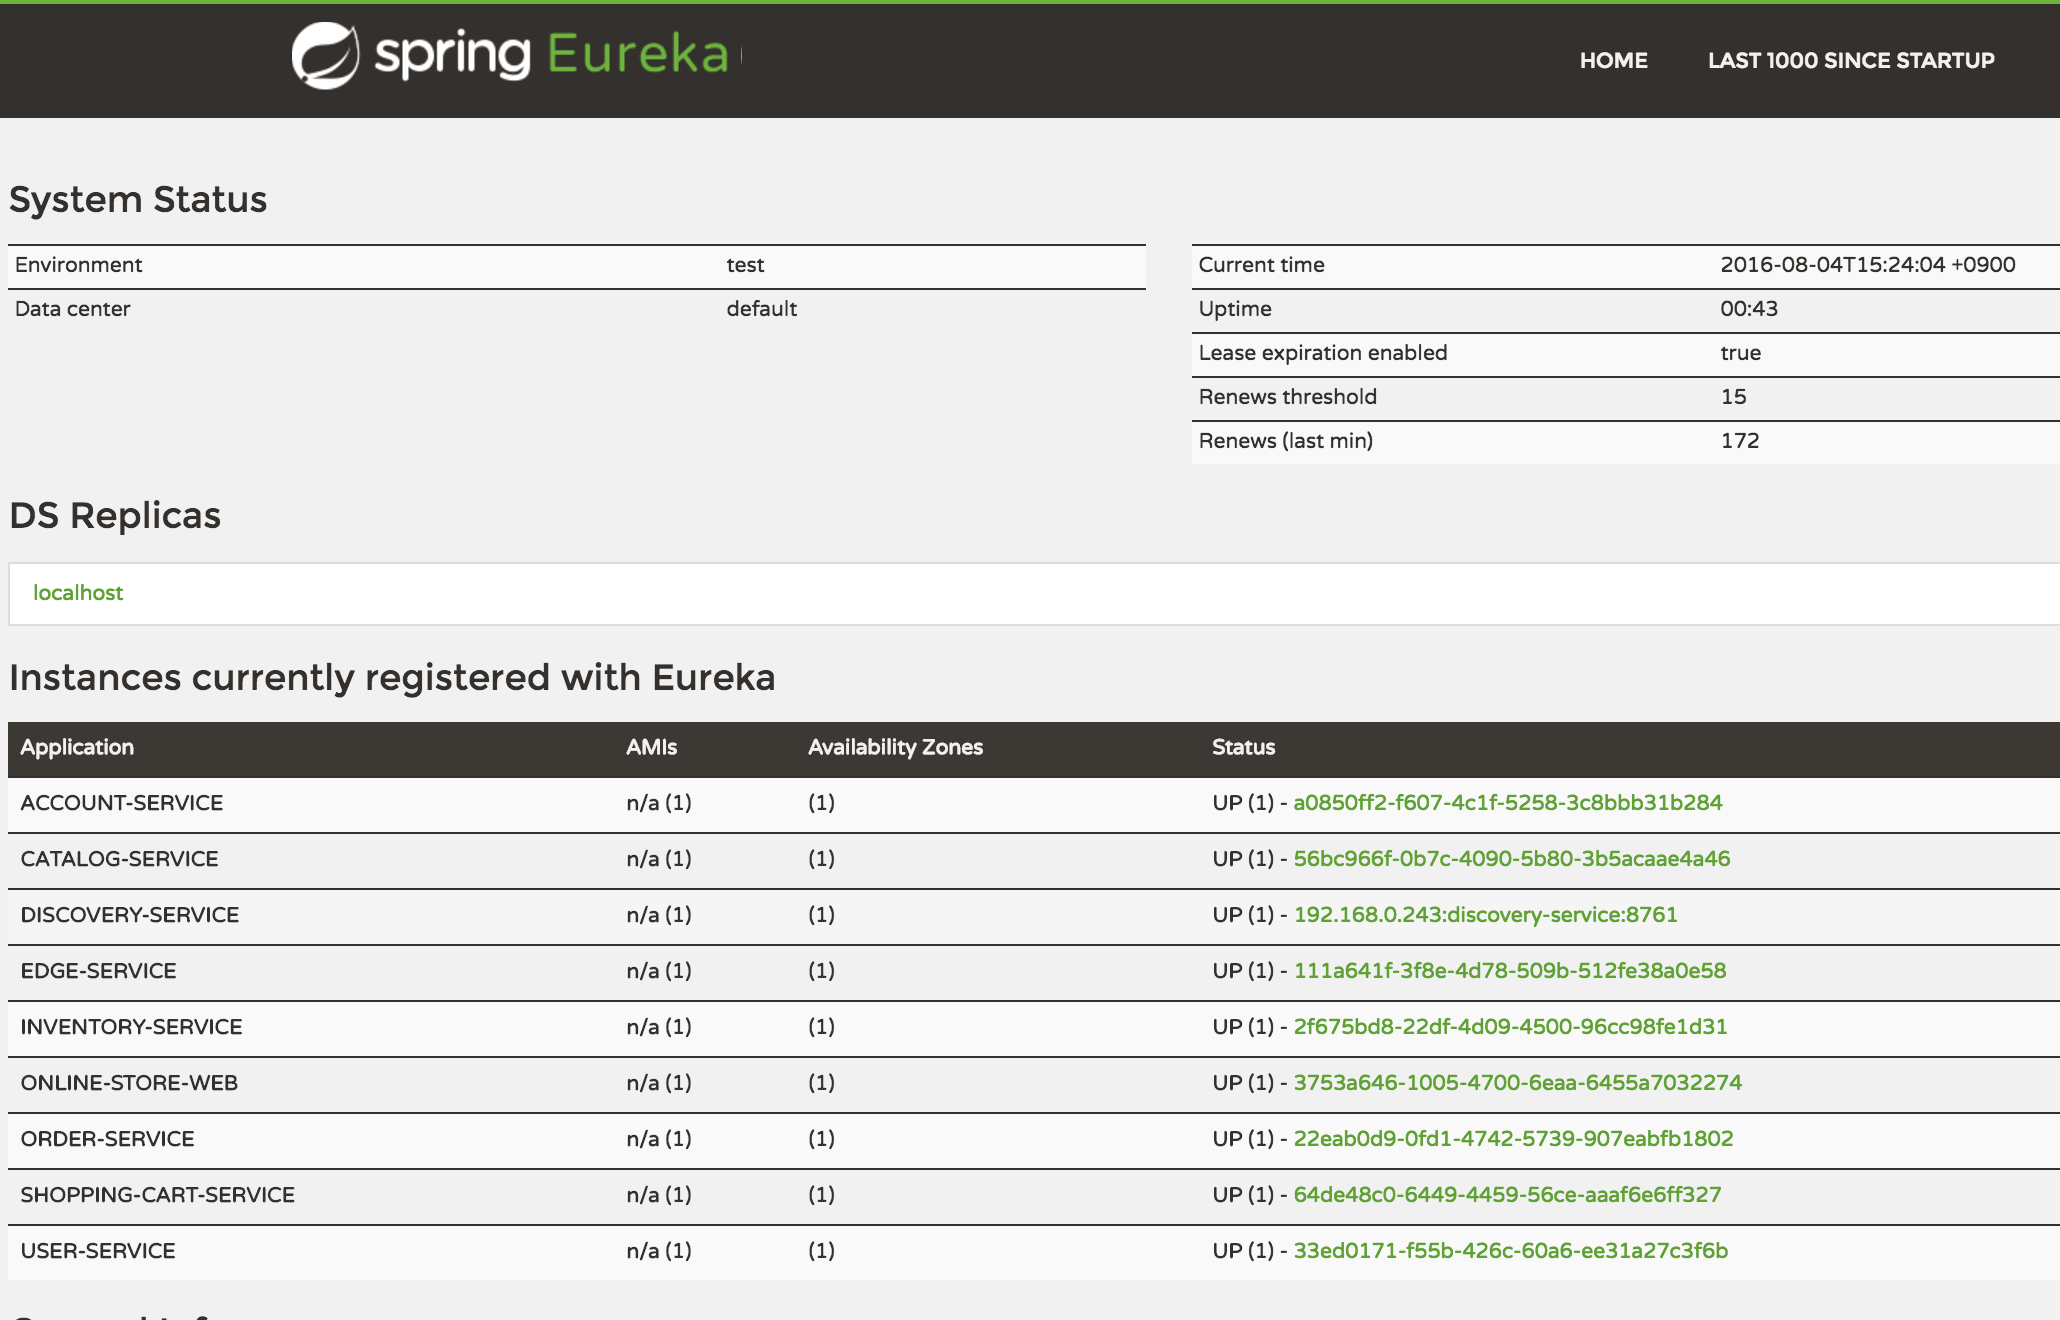 spring Eureka
HOME LAST 1000 SINCE STARTUP
System Status
Environment test
Data center default
Current time 2016-08-04T15:24:04 +0900
Uptime 00:43
Lease expiration enabled true
Renews threshold 15
Renews (last min) 172
DS Replicas
localhost
Instances currently registered with Eureka
Application AMIs Availability Zones Status
ACCOUNT-SERVICE n/a (1) (1) UP (1) - a0850ff2-f607-4c1f-5258-3c8bbb31b284
CATALOG-SERVICE n/a (1) (1) UP (1) - 56bc966f-0b7c-4090-5b80-3b5acaae4a46
DISCOVERY-SERVICE n/a (1) (1) UP (1) - 192.168.0.243:discovery-service:8761
EDGE-SERVICE n/a (1) (1) UP (1) - 111a641f-3f8e-4d78-509b-512fe38a0e58
INVENTORY-SERVICE n/a (1) (1) UP (1) - 2f675bd8-22df-4d09-4500-96cc98fe1d31
ONLINE-STORE-WEB n/a (1) (1) UP (1) - 3753a646-1005-4700-6eaa-6455a7032274
ORDER-SERVICE n/a (1) (1) UP (1) - 22eab0d9-0fd1-4742-5739-907eabfb1802
SHOPPING-CART-SERVICE n/a (1) (1) UP (1) - 64de48c0-6449-4459-56ce-aaaf6e6ff327
USER-SERVICE n/a (1) (1) UP (1) - 33ed0171-f55b-426c-60a6-ee31a27c3f6b